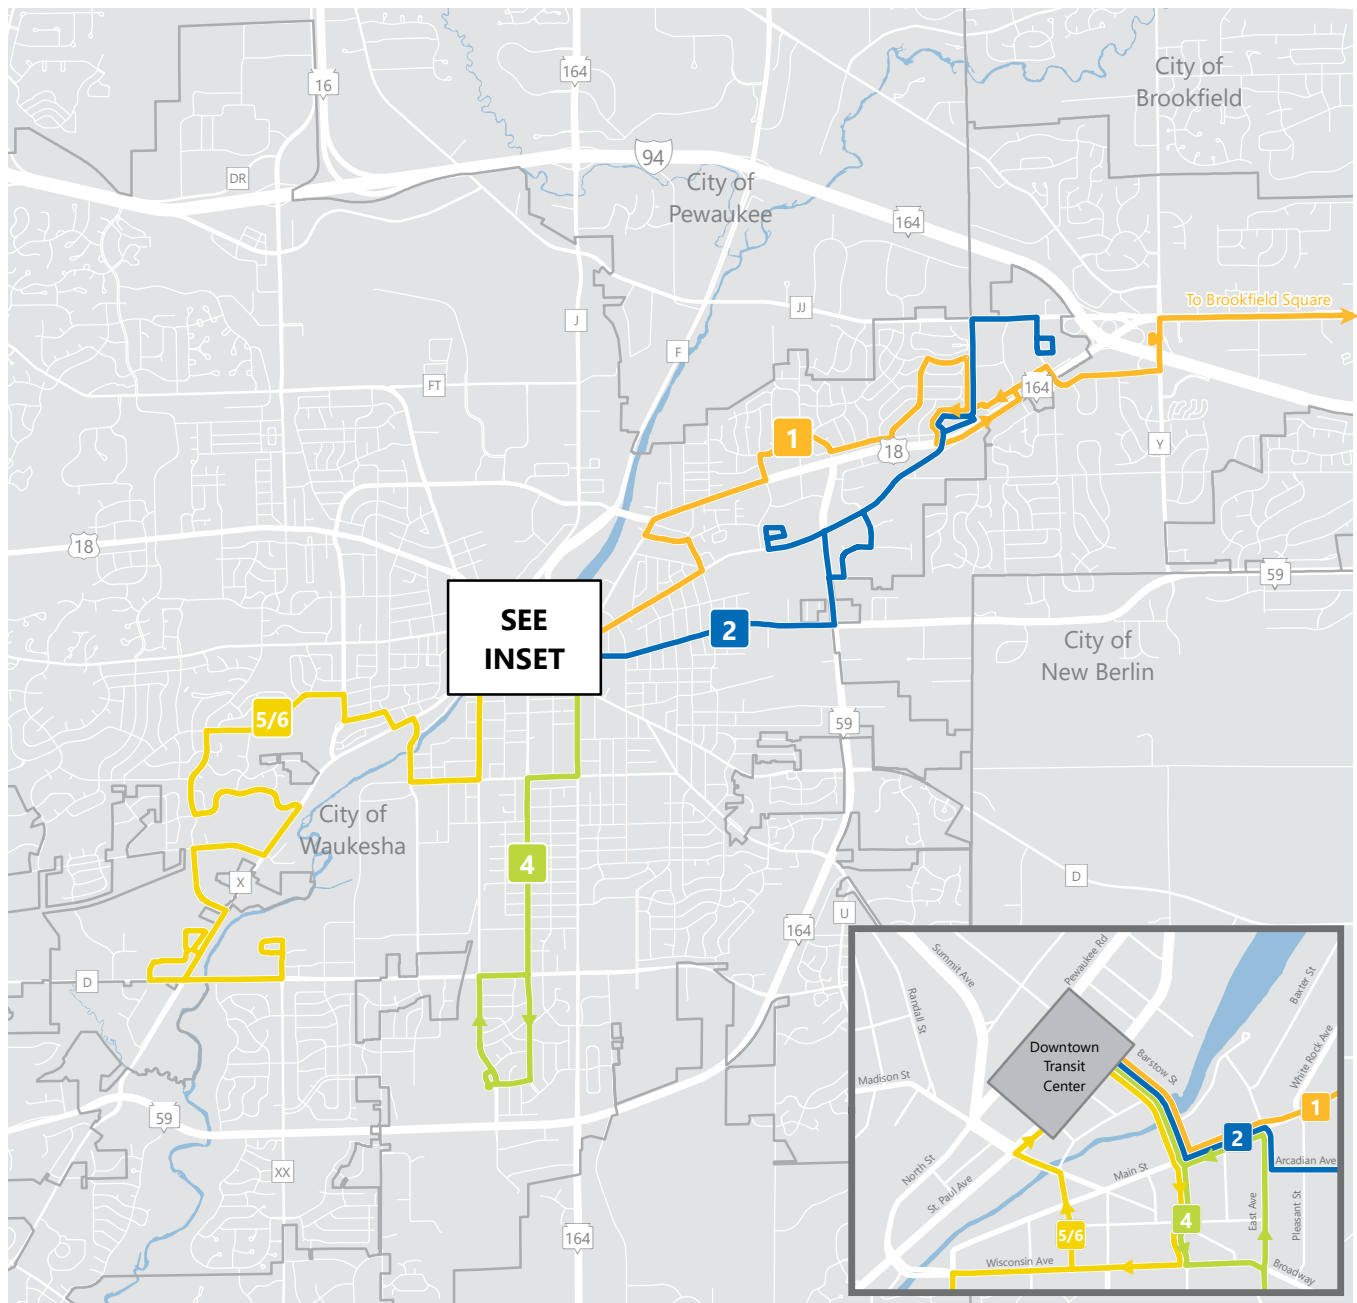 City of
Brookfield
16
164
94
DR
City of
Pewaukee
164
To Brookfield Square
JJ
J
F
FT
164
1
18
Y
18
59
SEE
INSET
2
City of
New Berlin
5/6
59
City of
Waukesha
4
X
D
U
164
D
59
XX
164
Summit Ave
Pewaukee Rd
Randall St
Baxter St
Downtown
Transit
Center
Barstow St
White Rock Ave
Madison St
1
2
Arcadian Ave
North St
St. Paul Ave
Main St
East Ave
Pleasant St
4
5/6
Wisconsin Ave
Broadway